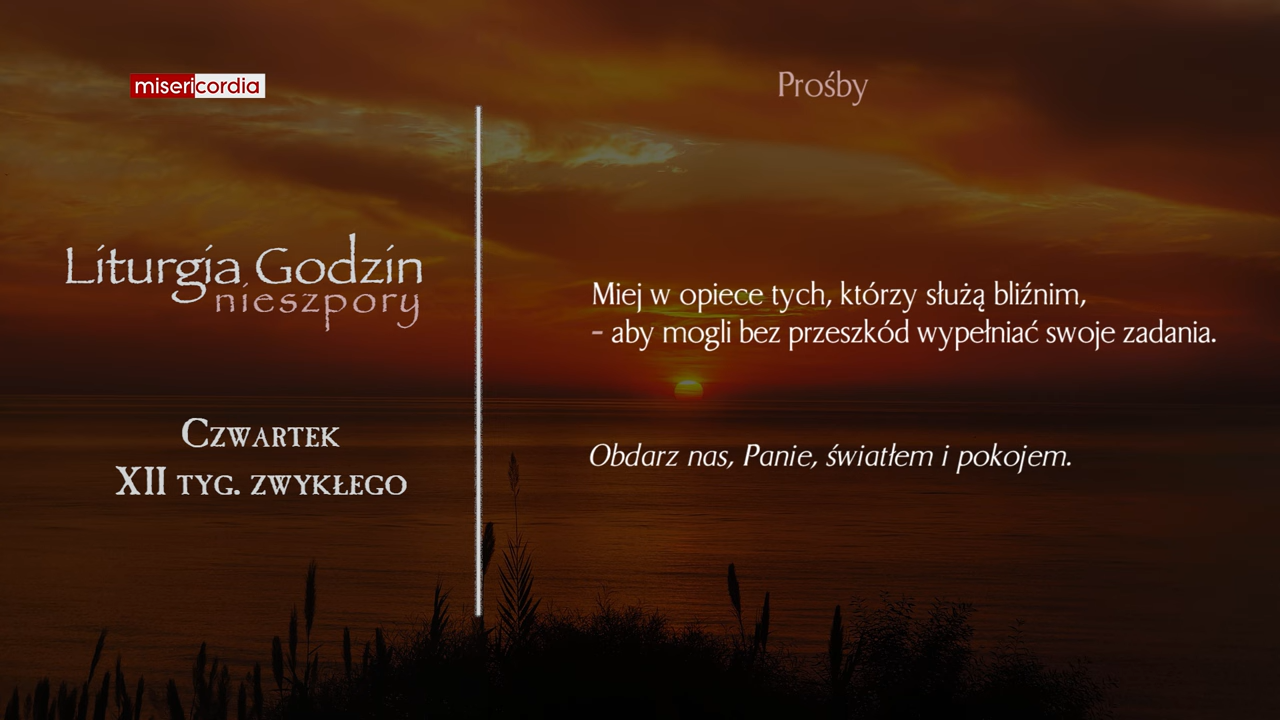 misericordia
Liturgia Godzin
nieszpory
Czwartek
XII tyg. zwykłego
Prośby
Miej w opiece tych, którzy służą bliźnim,
- aby mogli bez przeszkód wypełniać swoje zadania.
Obdarz nas, Panie, światłem i pokojem.